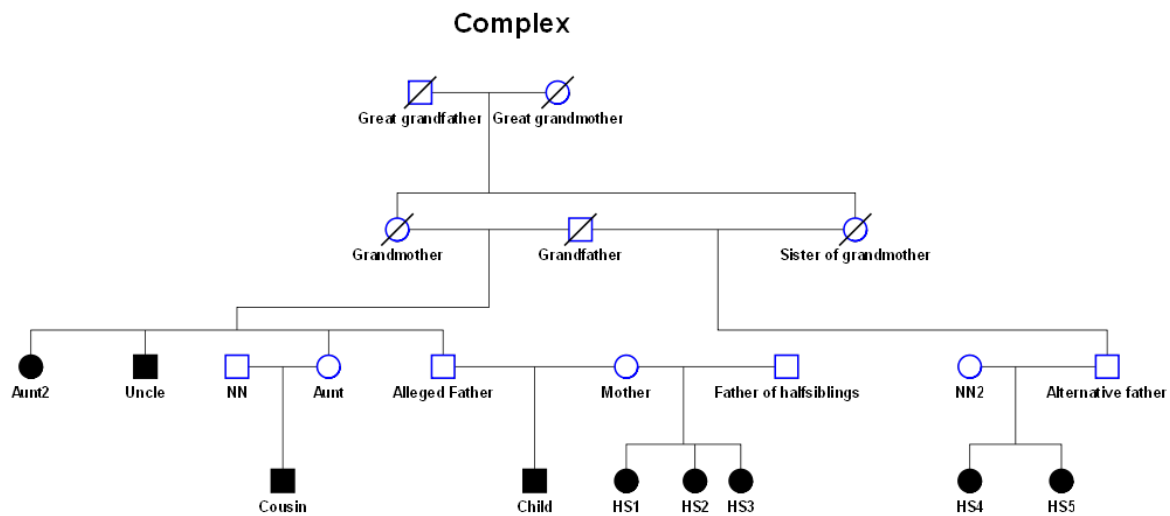 Complex
Great grandfather Great grandmother
Grandmother Grandfather Sister of grandmother
Aunt2 Uncle NN Aunt Alleged Father Mother Father of halfsiblings NN2 Alternative father
Cousin Child HS1 HS2 HS3 HS4 HS5